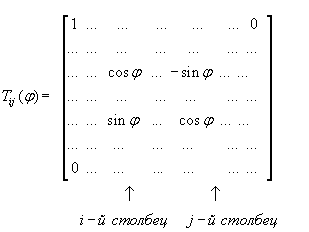 1 ... ... ... ... ... 0
... ... ... ... ... ... ...
... ... cos φ ... − sin φ ... ...
T_ij (φ) = ... ... ... ... ... ... ...
... ... sin φ ... cos φ ... ...
... ... ... ... ... ... ...
0 ... ... ... ... ... ...
↑ ↑
i − й столбец j − й столбец